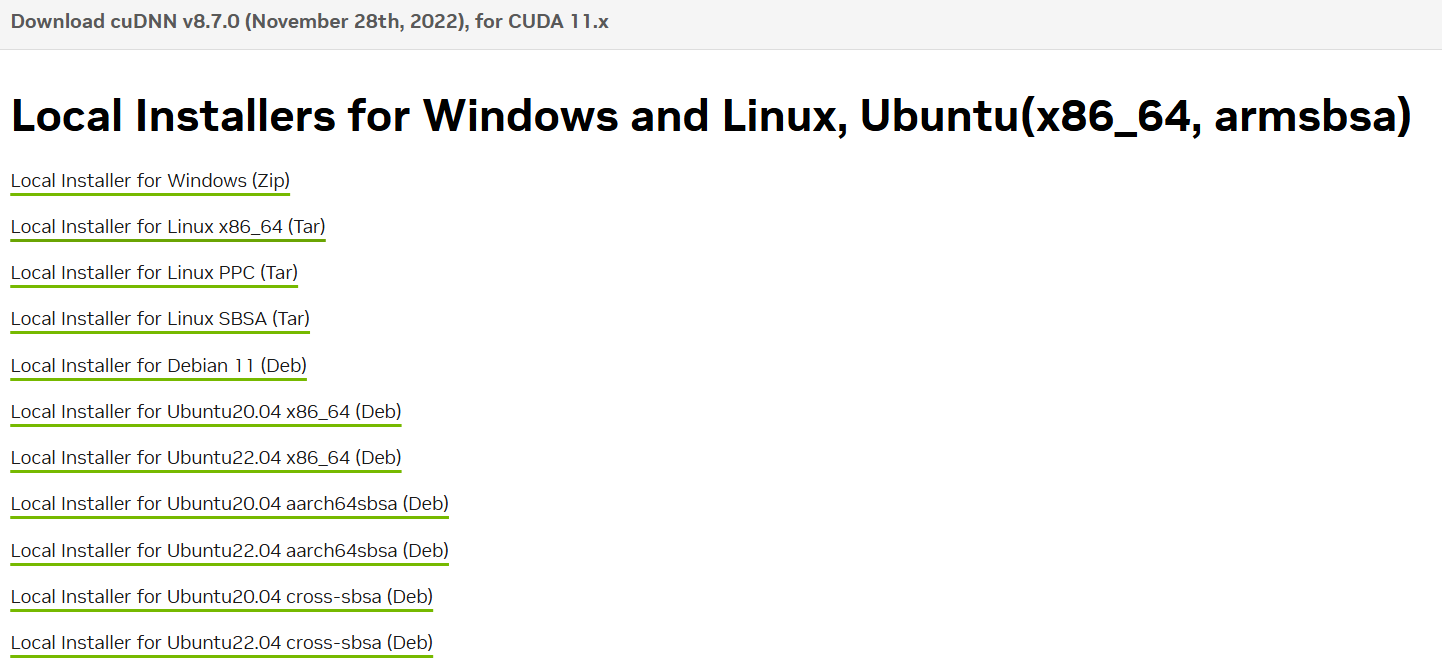 Download cuDNN v8.7.0 (November 28th, 2022), for CUDA 11.x
Local Installers for Windows and Linux, Ubuntu(x86_64, armsbsa)
Local Installer for Windows (Zip)
Local Installer for Linux x86_64 (Tar)
Local Installer for Linux PPC (Tar)
Local Installer for Linux SBSA (Tar)
Local Installer for Debian 11 (Deb)
Local Installer for Ubuntu20.04 x86_64 (Deb)
Local Installer for Ubuntu22.04 x86_64 (Deb)
Local Installer for Ubuntu20.04 aarch64sbsa (Deb)
Local Installer for Ubuntu22.04 aarch64sbsa (Deb)
Local Installer for Ubuntu20.04 cross-sbsa (Deb)
Local Installer for Ubuntu22.04 cross-sbsa (Deb)